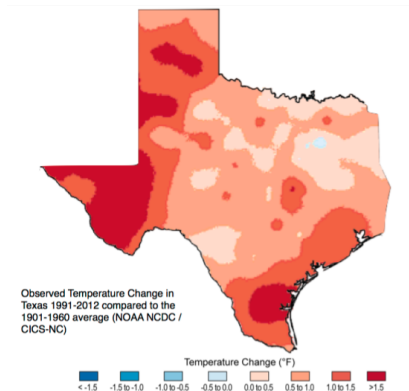 Observed Temperature Change in
Texas 1991-2012 compared to the
1901-1960 average (NOAA NCDC /
CICS-NC)
Temperature Change (°F)
< -1.5 -1.5 to -1.0 -1.0 to -0.5 -0.5 to 0.0 0.0 to 0.5 0.5 to 1.0 1.0 to 1.5 >1.5